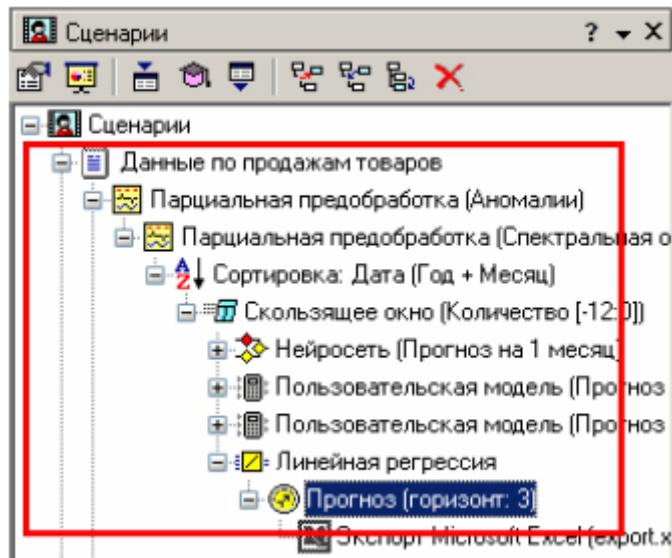 Сценарии
Сценарии
Данные по продажам товаров
Парциальная предобработка (Аномалии)
Парциальная предобработка (Спектральная о
Сортировка: Дата (Год + Месяц)
Скользящее окно (Количество [-12:0])
Нейросеть (Прогноз на 1 месяц)
Пользовательская модель (Прогноз
Пользовательская модель (Прогноз
Линейная регрессия
Прогноз (горизонт: 3)
Экспорт Microsoft Excel (export.x